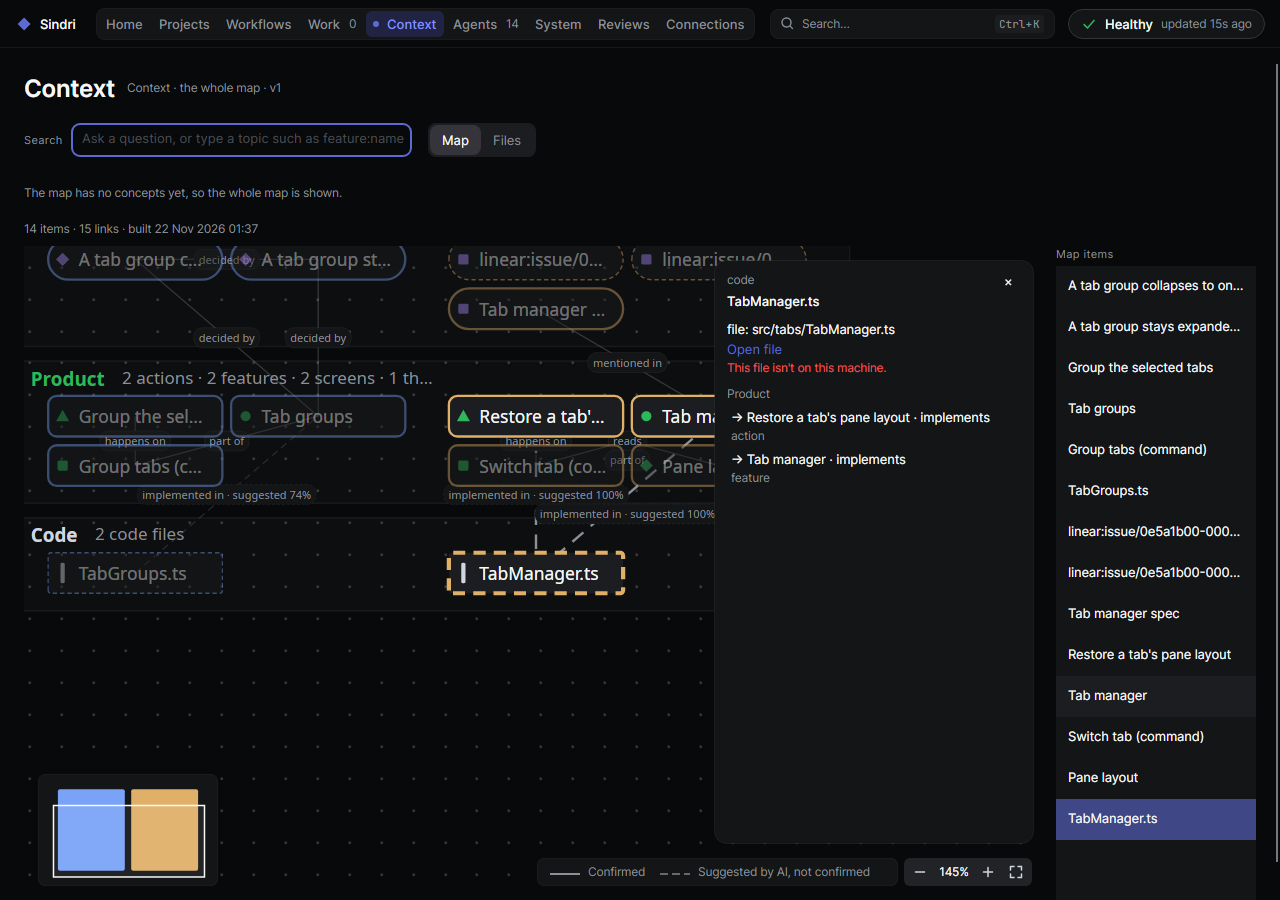 Sindri
Home Projects Workflows Work 0 Context Agents 14 System Reviews Connections
Search... Ctrl+K
Healthy updated 15s ago
Context Context · the whole map · v1
Search Ask a question, or type a topic such as feature:name Map Files
The map has no concepts yet, so the whole map is shown.
14 items · 15 links · built 22 Nov 2026 01:37
A tab group c... decided by A tab group st... linear:issue/0... linear:issue/0
Tab manager ...
decided by decided by
mentioned in
Product 2 actions · 2 features · 2 screens · 1 th...
Group the sel... Tab groups Restore a tab'... Tab ma
happens on part of happens on reads
Group tabs (c... Switch tab (co... part of Pane la
implemented in · suggested 74% implemented in · suggested 100%
implemented in · suggested 100%
Code 2 code files
TabGroups.ts TabManager.ts
code ×
TabManager.ts
file: src/tabs/TabManager.ts
Open file
This file isn't on this machine.
Product
→ Restore a tab's pane layout · implements
action
→ Tab manager · implements
feature
Confirmed Suggested by AI, not confirmed
− 145% +
Map items
A tab group collapses to on...
A tab group stays expande...
Group the selected tabs
Tab groups
Group tabs (command)
TabGroups.ts
linear:issue/0e5a1b00-000...
linear:issue/0e5a1b00-000...
Tab manager spec
Restore a tab's pane layout
Tab manager
Switch tab (command)
Pane layout
TabManager.ts